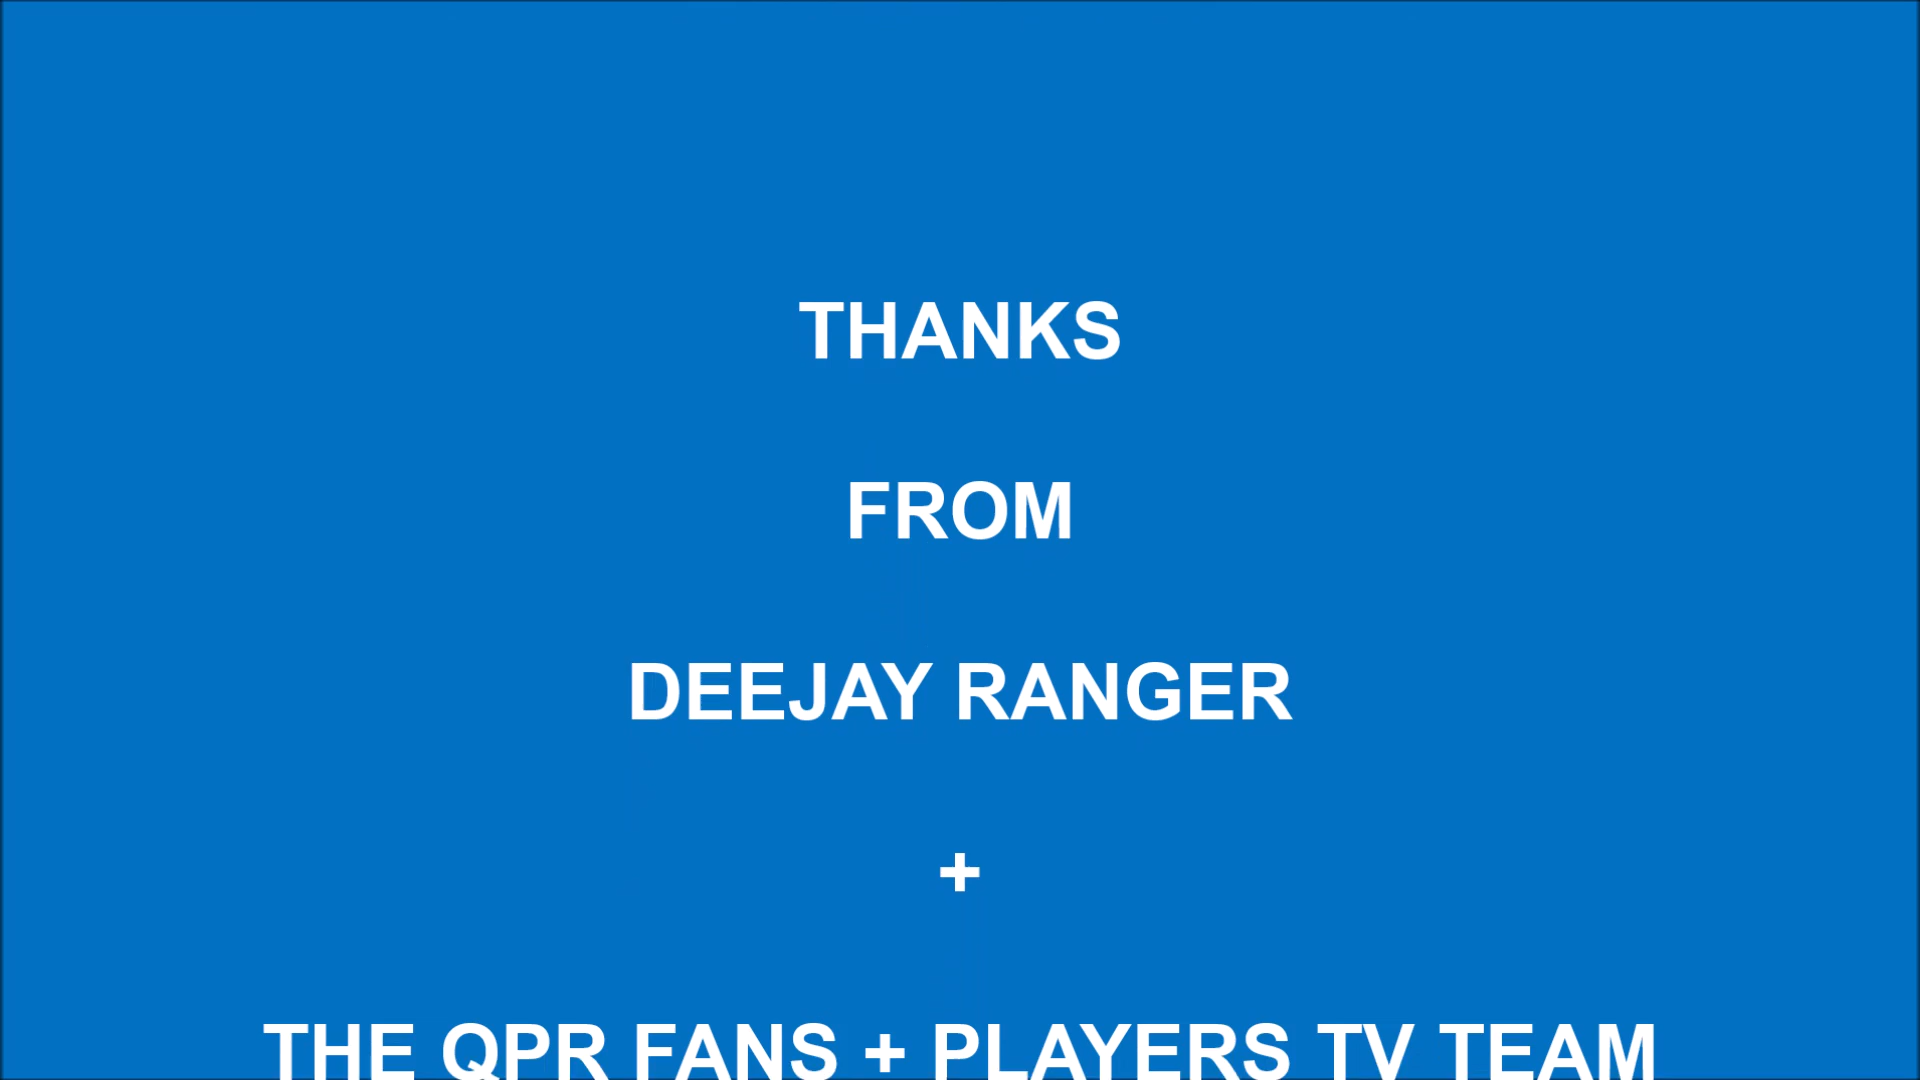 THANKS
FROM
DEEJAY RANGER
+
THE QPR FANS + PLAYERS TV TEAM